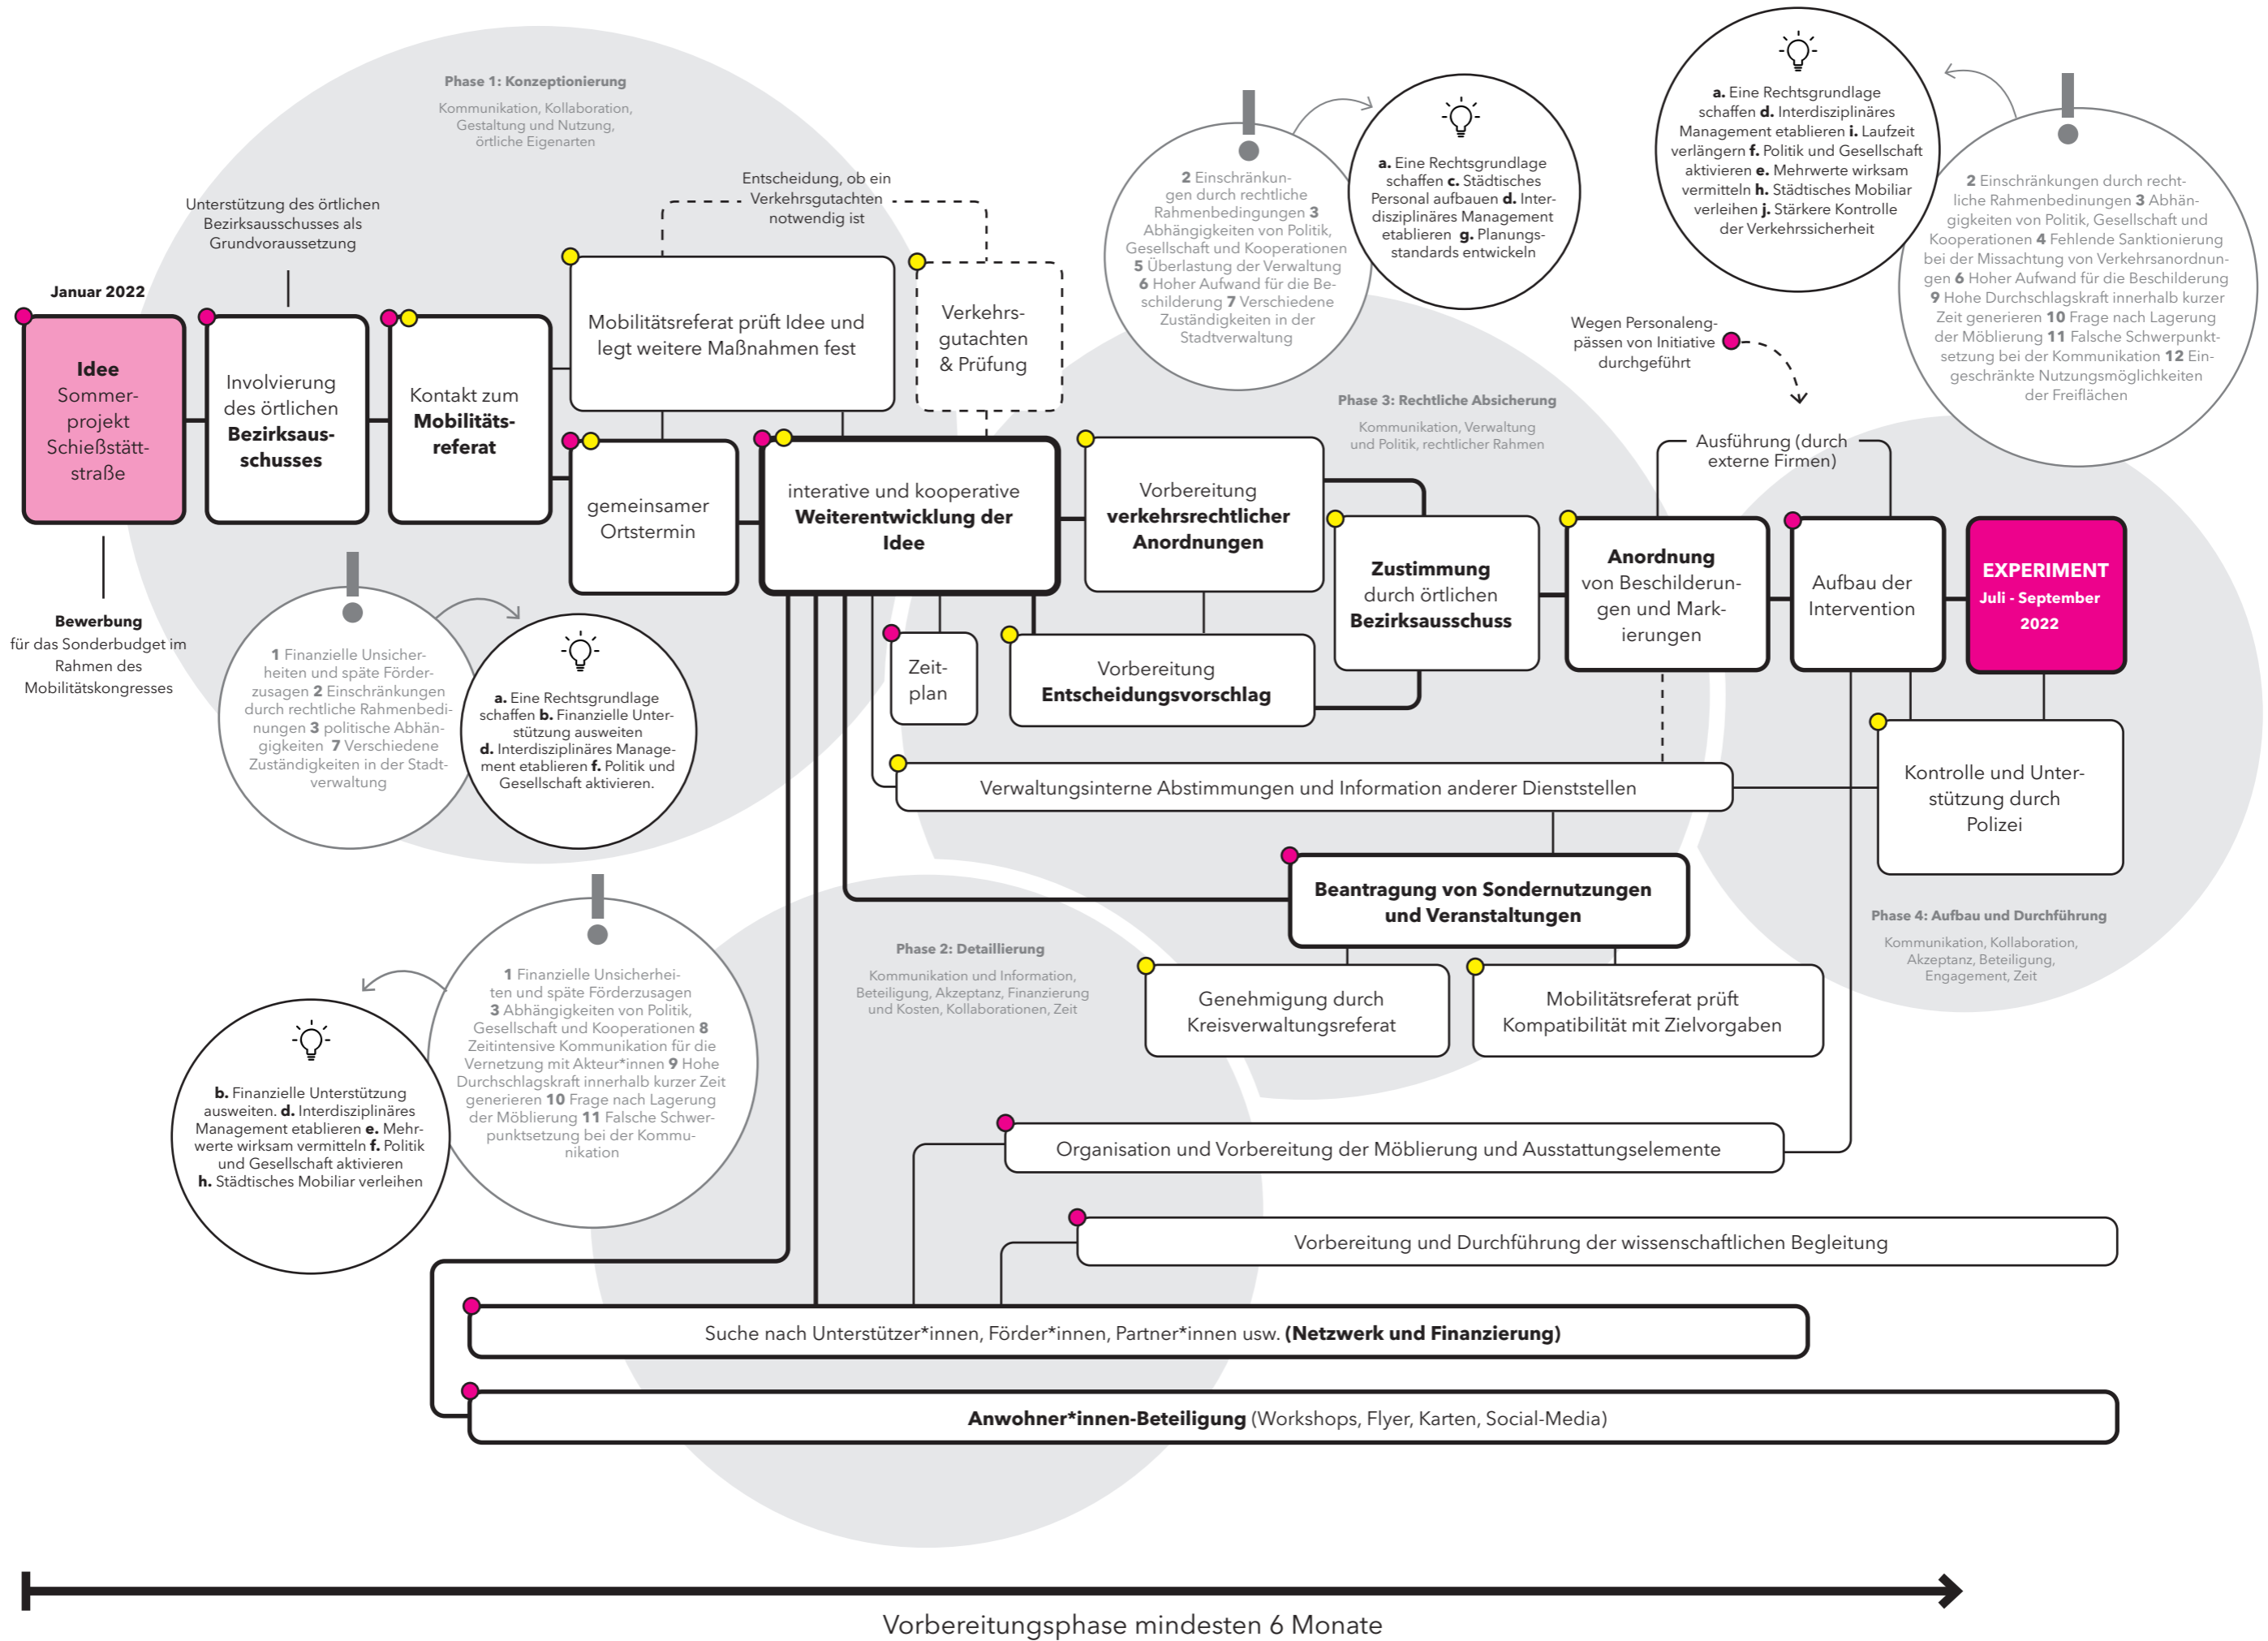 Phase 1: Konzeptionierung
Kommunikation, Kollaboration,
Gestaltung und Nutzung,
örtliche Eigenarten
Unterstützung des örtlichen
Bezirksausschusses als
Grundvoraussetzung
Entscheidung, ob ein
Verkehrsgutachten
notwendig ist
Januar 2022
Idee
Sommer-
projekt
Schießstätt-
straße
Involvierung
des örtlichen
Bezirksaus-
schusses
Kontakt zum
Mobilitäts-
referat
Mobilitätsreferat prüft Idee und
legt weitere Maßnahmen fest
Verkehrs-
gutachten
& Prüfung
gemeinsamer
Ortstermin
interative und kooperative
Weiterentwicklung der
Idee
Bewerbung
für das Sonderbudget im
Rahmen des
Mobilitätskongresses
1 Finanzielle Unsicher-
heiten und späte Förder-
zusagen 2 Einschränkungen
durch rechtliche Rahmenbedi-
nungen 3 politische Abhän-
gigkeiten 7 Verschiedene
Zuständigkeiten in der Stadt-
verwaltung
a. Eine Rechtsgrundlage
schaffen b. Finanzielle Unter-
stützung ausweiten
d. Interdisziplinäres Manage-
ment etablieren f. Politik und
Gesellschaft aktivieren.
2 Einschränkun-
gen durch rechtliche
Rahmenbedingungen 3
Abhängigkeiten von Politik,
Gesellschaft und Kooperationen
5 Überlastung der Verwaltung
6 Hoher Aufwand für die Be-
schilderung 7 Verschiedene
Zuständigkeiten in der
Stadtverwaltung
a. Eine Rechtsgrundlage
schaffen c. Städtisches
Personal aufbauen d. Inter-
disziplinäres Management
etablieren g. Planungs-
standards entwickeln
a. Eine Rechtsgrundlage
schaffen d. Interdisziplinäres
Management etablieren i. Laufzeit
verlängern f. Politik und Gesellschaft
aktivieren e. Mehrwerte wirksam
vermitteln h. Städtisches Mobiliar
verleihen j. Stärkere Kontrolle
der Verkehrssicherheit
2 Einschränkungen durch recht-
liche Rahmenbedinungen 3 Abhän-
gigkeiten von Politik, Gesellschaft und
Kooperationen 4 Fehlende Sanktionierung
bei der Missachtung von Verkehrsanordnun-
gen 6 Hoher Aufwand für die Beschilderung
9 Hohe Durchschlagskraft innerhalb kurzer
Zeit generieren 10 Frage nach Lagerung
der Möblierung 11 Falsche Schwerpunkt-
setzung bei der Kommunikation 12 Ein-
geschränkte Nutzungsmöglichkeiten
der Freiflächen
Wegen Personaleng-
pässen von Initiative
durchgeführt
Phase 3: Rechtliche Absicherung
Kommunikation, Verwaltung
und Politik, rechtlicher Rahmen
Ausführung (durch
externe Firmen)
Vorbereitung
verkehrsrechtlicher
Anordnungen
Zustimmung
durch örtlichen
Bezirksausschuss
Anordnung
von Beschilderun-
gen und Mark-
ierungen
Aufbau der
Intervention
EXPERIMENT
Juli - September
2022
Zeit-
plan
Vorbereitung
Entscheidungsvorschlag
Verwaltungsinterne Abstimmungen und Information anderer Dienststellen
Kontrolle und Unter-
stützung durch
Polizei
Beantragung von Sondernutzungen
und Veranstaltungen
Phase 4: Aufbau und Durchführung
Kommunikation, Kollaboration,
Akzeptanz, Beteiligung,
Engagement, Zeit
Phase 2: Detaillierung
Kommunikation und Information,
Beteiligung, Akzeptanz, Finanzierung
und Kosten, Kollaborationen, Zeit
Genehmigung durch
Kreisverwaltungsreferat
Mobilitätsreferat prüft
Kompatibilität mit Zielvorgaben
1 Finanzielle Unsicherhei-
ten und späte Förderzusagen
3 Abhängigkeiten von Politik,
Gesellschaft und Kooperationen 8
Zeitintensive Kommunikation für die
Vernetzung mit Akteur*innen 9 Hohe
Durchschlagskraft innerhalb kurzer Zeit
generieren 10 Frage nach Lagerung
der Möblierung 11 Falsche Schwer-
punktsetzung bei der Kommu-
nikation
b. Finanzielle Unterstützung
ausweiten. d. Interdisziplinäres
Management etablieren e. Mehr-
werte wirksam vermitteln f. Politik
und Gesellschaft aktivieren
h. Städtisches Mobiliar verleihen
Organisation und Vorbereitung der Möblierung und Ausstattungselemente
Vorbereitung und Durchführung der wissenschaftlichen Begleitung
Suche nach Unterstützer*innen, Förder*innen, Partner*innen usw. (Netzwerk und Finanzierung)
Anwohner*innen-Beteiligung (Workshops, Flyer, Karten, Social-Media)
Vorbereitungsphase mindesten 6 Monate